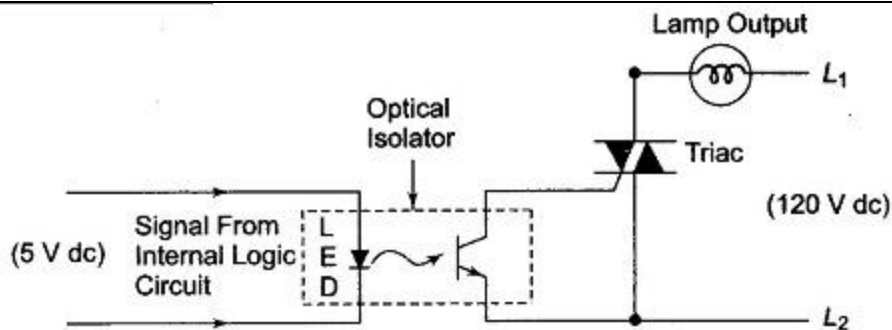 Lamp Output
L1
Optical
Isolator
Triac
(120 V dc)
(5 V dc)
Signal From
Internal Logic
Circuit
L
E
D
L2